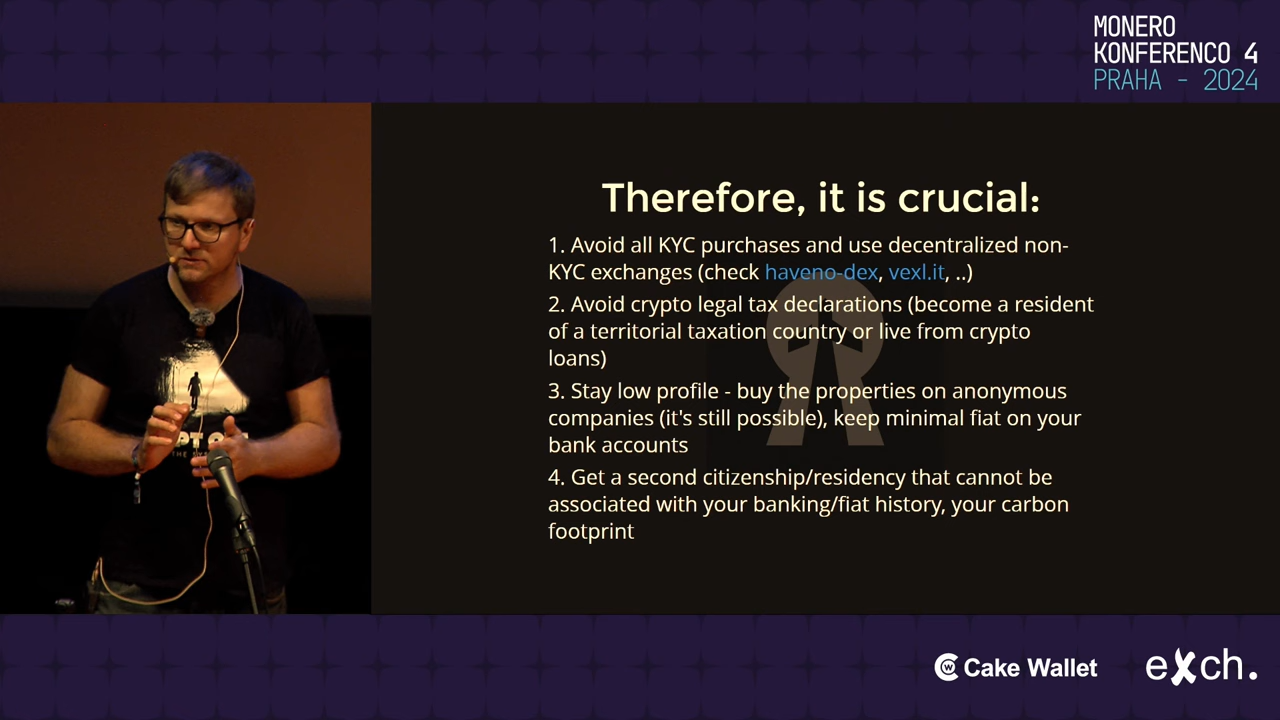 MONERO
KONFERENCO 4
PRAHA - 2024
Therefore, it is crucial:
1. Avoid all KYC purchases and use decentralized non-
KYC exchanges (check haveno-dex, vexl.it, ..)
2. Avoid crypto legal tax declarations (become a resident
of a territorial taxation country or live from crypto
loans)
3. Stay low profile - buy the properties on anonymous
companies (it's still possible), keep minimal fiat on your
bank accounts
4. Get a second citizenship/residency that cannot be
associated with your banking/fiat history, your carbon
footprint
Cake Wallet
eXch.